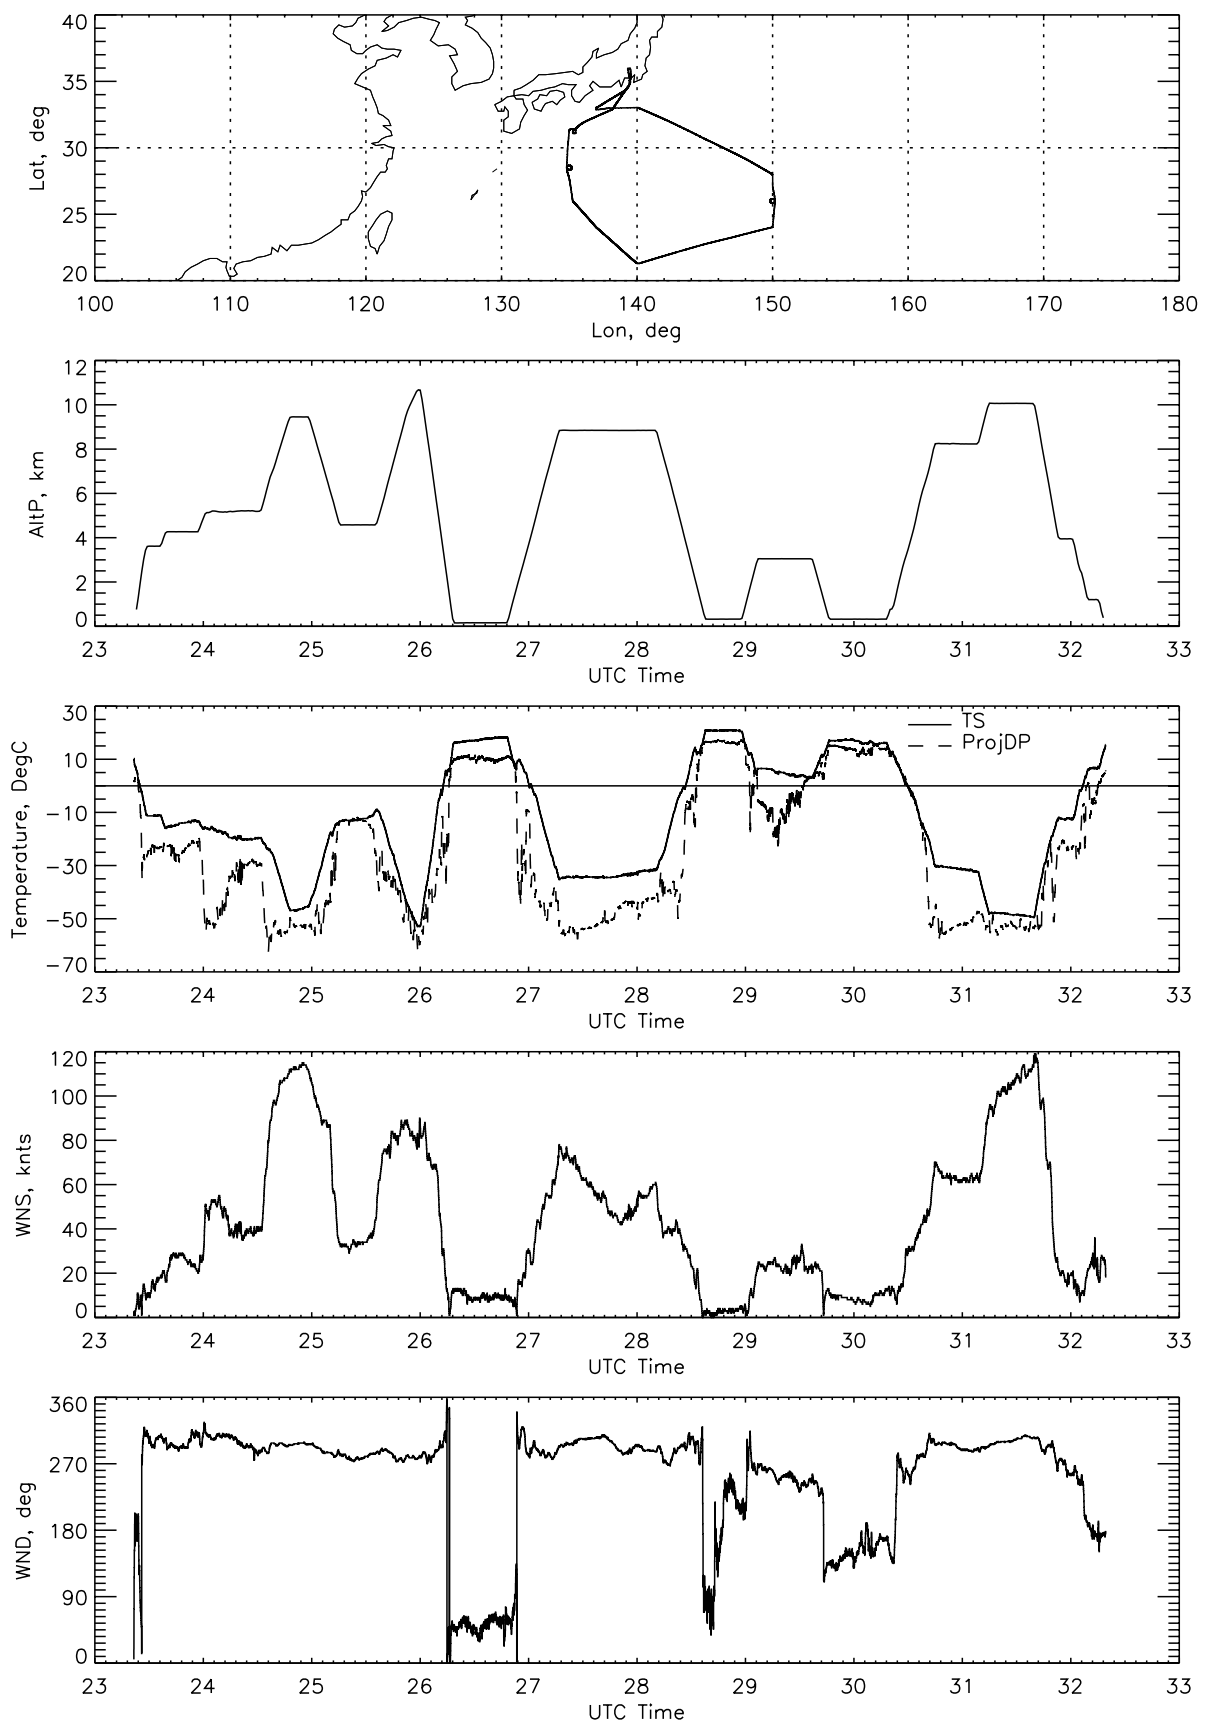 40
35
30
25
20
Lat, deg
100 110 120 130 140 150 160 170 180
Lon, deg
12
10
8
6
4
2
0
AltP, km
23 24 25 26 27 28 29 30 31 32 33
UTC Time
30
10
−10
−30
−50
−70
Temperature, DegC
TS
ProjDP
23 24 25 26 27 28 29 30 31 32 33
UTC Time
120
100
80
60
40
20
0
WNS, knts
23 24 25 26 27 28 29 30 31 32 33
UTC Time
360
270
180
90
0
WND, deg
23 24 25 26 27 28 29 30 31 32 33
UTC Time